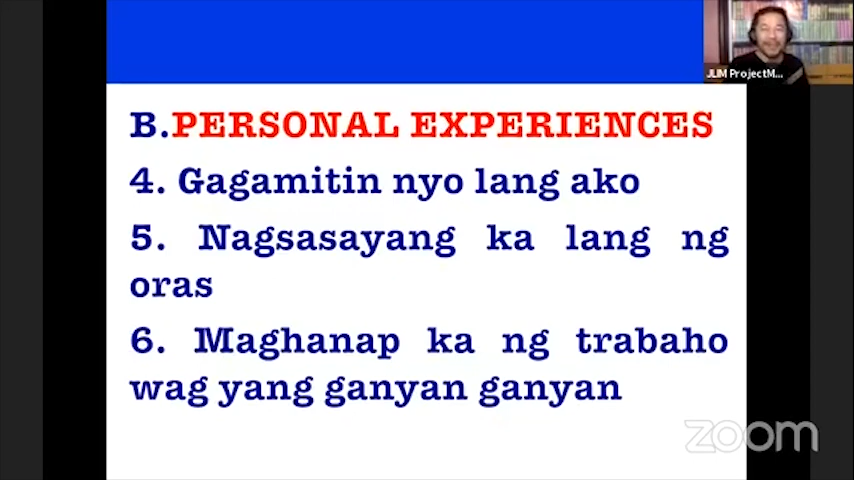 JLIM ProjectM...
B.PERSONAL EXPERIENCES
4. Gagamitin nyo lang ako
5. Nagsasayang ka lang ng
oras
6. Maghanap ka ng trabaho
wag yang ganyan ganyan
zoom